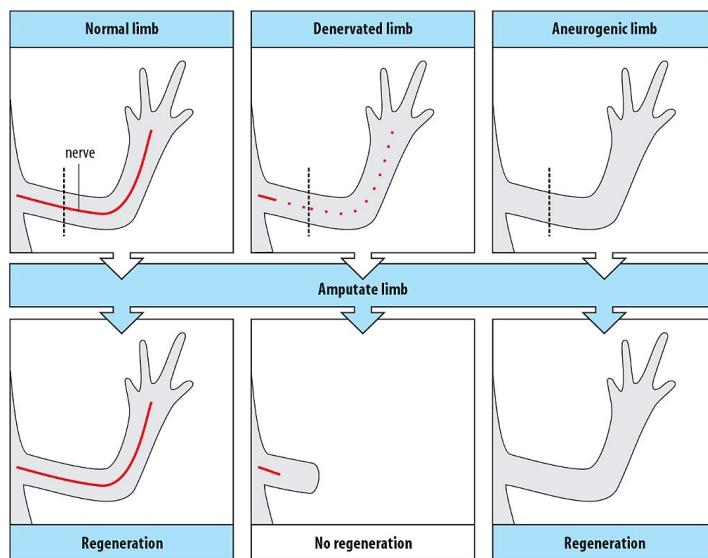 Normal limb
Denervated limb
Aneurogenic limb
nerve
Amputate limb
Regeneration
No regeneration
Regeneration